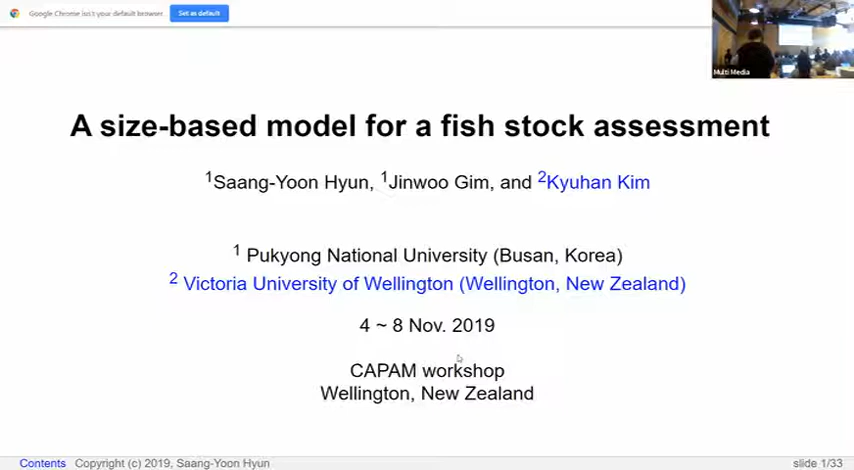 Google Chrome isn't your default browser. Set as default
Multi Media
A size-based model for a fish stock assessment
1Saang-Yoon Hyun, 1Jinwoo Gim, and 2Kyuhan Kim
1 Pukyong National University (Busan, Korea)
2 Victoria University of Wellington (Wellington, New Zealand)
4 ~ 8 Nov. 2019
CAPAM workshop
Wellington, New Zealand
Contents Copyright (c) 2019, Saang-Yoon Hyun slide 1/33